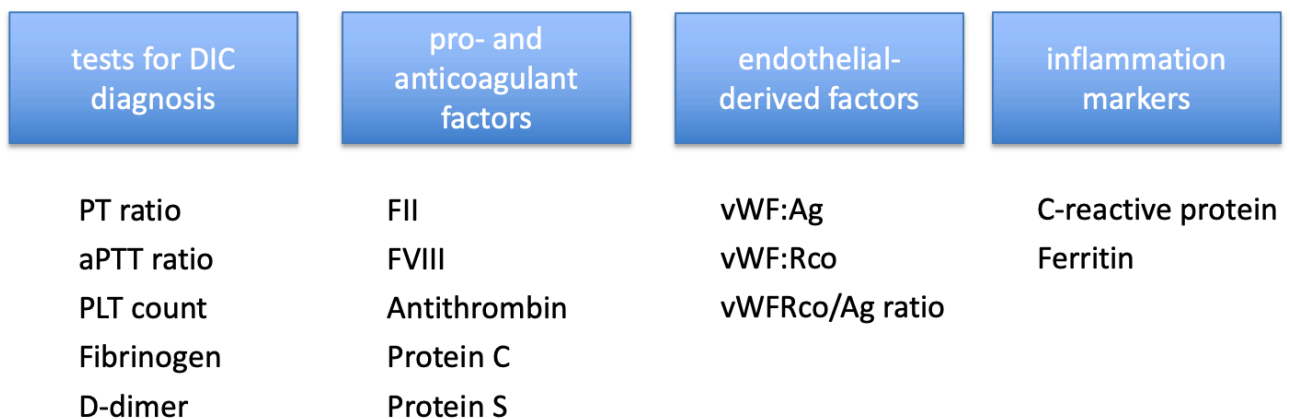 tests for DIC
diagnosis
pro- and
anticoagulant
factors
endothelial-
derived factors
inflammation
markers
PT ratio
aPTT ratio
PLT count
Fibrinogen
D-dimer
FII
FVIII
Antithrombin
Protein C
Protein S
vWF:Ag
vWF:Rco
vWFRco/Ag ratio
C-reactive protein
Ferritin